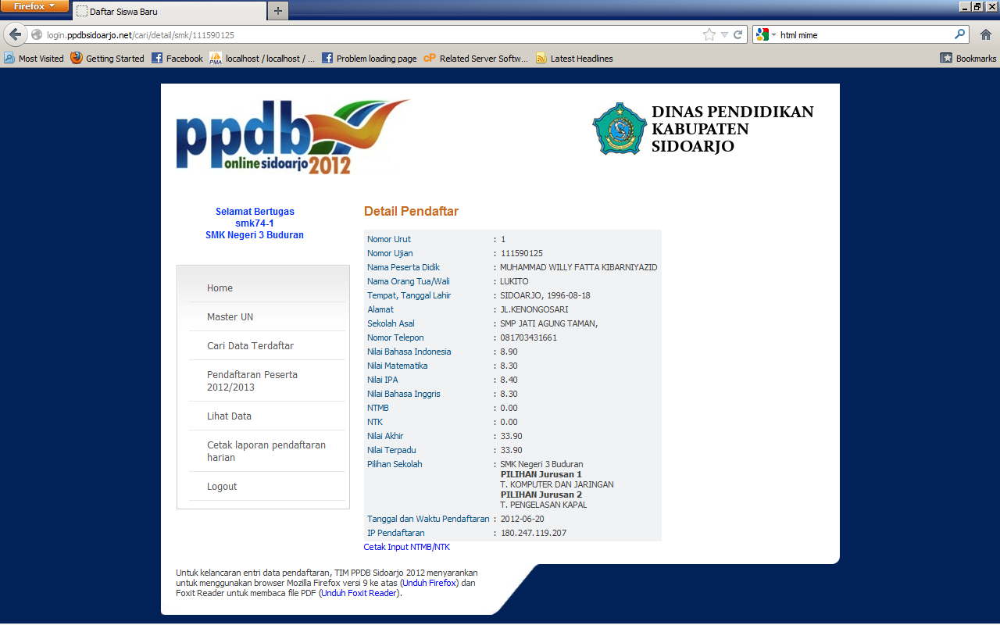 Firefox
Daftar Siswa Baru
login.ppdbsidoarjo.net/cari/detail/smk/111590125
html mime
Most Visited Getting Started Facebook localhost / localhost / ... Problem loading page Related Server Softw... Latest Headlines Bookmarks
ppdb
onlinesidoarjo2012
DINAS PENDIDIKAN
KABUPATEN
SIDOARJO
Selamat Bertugas
smk74-1
SMK Negeri 3 Buduran
Home
Master UN
Cari Data Terdaftar
Pendaftaran Peserta
2012/2013
Lihat Data
Cetak laporan pendaftaran
harian
Logout
Detail Pendaftar
Nomor Urut : 1
Nomor Ujian : 111590125
Nama Peserta Didik : MUHAMMAD WILLY FATTA KIBARNIYAZID
Nama Orang Tua/Wali : LUKITO
Tempat, Tanggal Lahir : SIDOARJO, 1996-08-18
Alamat : JL.KENONGOSARI
Sekolah Asal : SMP JATI AGUNG TAMAN,
Nomor Telepon : 081703431661
Nilai Bahasa Indonesia : 8.90
Nilai Matematika : 8.30
Nilai IPA : 8.40
Nilai Bahasa Inggris : 8.30
NTMB : 0.00
NTK : 0.00
Nilai Akhir : 33.90
Nilai Terpadu : 33.90
Pilihan Sekolah : SMK Negeri 3 Buduran
PILIHAN Jurusan 1
T. KOMPUTER DAN JARINGAN
PILIHAN Jurusan 2
T. PENGELASAN KAPAL
Tanggal dan Waktu Pendaftaran : 2012-06-20
IP Pendaftaran : 180.247.119.207
Cetak Input NTMB/NTK
Untuk kelancaran entri data pendaftaran, TIM PPDB Sidoarjo 2012 menyarankan
untuk menggunakan browser Mozilla Firefox versi 9 ke atas (Unduh Firefox) dan
Foxit Reader untuk membaca file PDF (Unduh Foxit Reader).